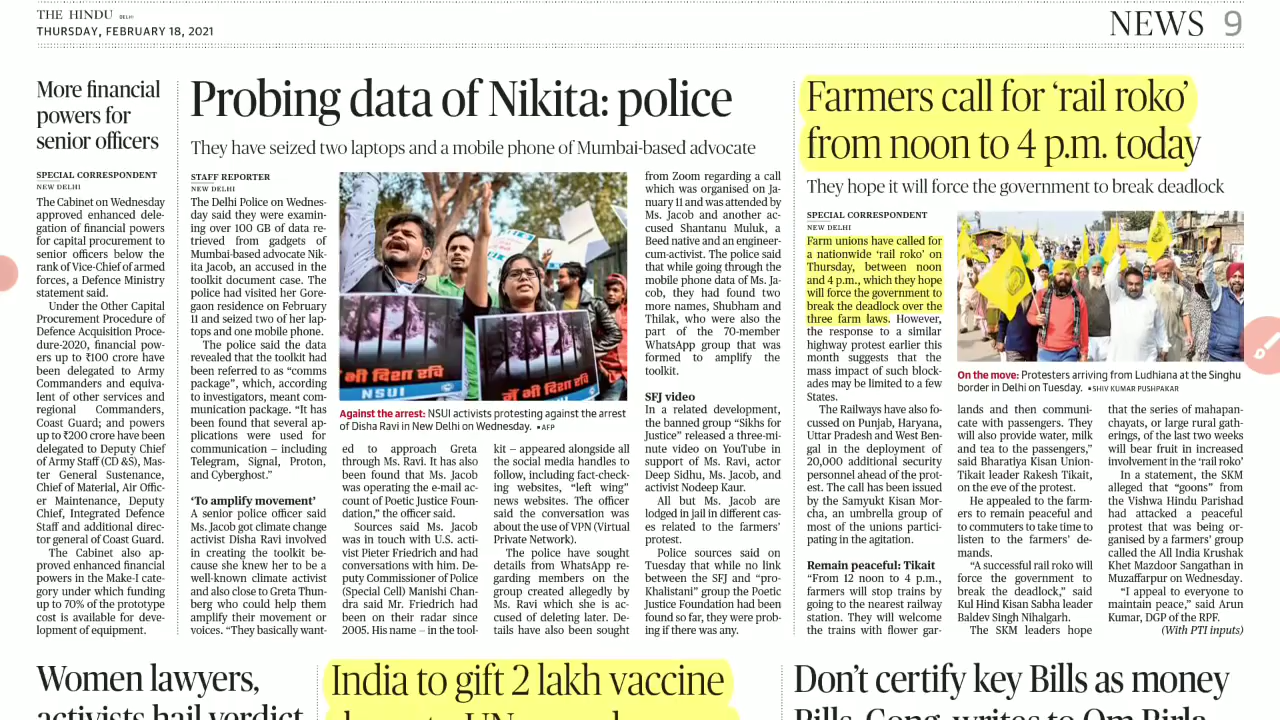 THE HINDU DELHI
THURSDAY, FEBRUARY 18, 2021
NEWS 9
More financial
powers for
senior officers
SPECIAL CORRESPONDENT
NEW DELHI
The Cabinet on Wednesday
approved enhanced dele-
gation of financial powers
for capital procurement to
senior officers below the
rank of Vice-Chief of armed
forces, a Defence Ministry
statement said.
Under the Other Capital
Procurement Procedure of
Defence Acquisition Proce-
dure-2020, financial pow-
ers up to ₹100 crore have
been delegated to Army
Commanders and equiva-
lent of other services and
regional Commanders,
Coast Guard; and powers
up to ₹200 crore have been
delegated to Deputy Chief
of Army Staff (CD &S), Mas-
ter General Sustenance,
Chief of Material, Air Offic-
er Maintenance, Deputy
Chief, Integrated Defence
Staff and additional direc-
tor general of Coast Guard.
The Cabinet also ap-
proved enhanced financial
powers in the Make-I cate-
gory under which funding
up to 70% of the prototype
cost is available for deve-
lopment of equipment.
Probing data of Nikita: police
They have seized two laptops and a mobile phone of Mumbai-based advocate
STAFF REPORTER
NEW DELHI
The Delhi Police on Wednes-
day said they were examin-
ing over 100 GB of data re-
trieved from gadgets of
Mumbai-based advocate Nik-
ita Jacob, an accused in the
toolkit document case. The
police had visited her Gore-
gaon residence on February
11 and seized two of her lap-
tops and one mobile phone.
The police said the data
revealed that the toolkit had
been referred to as “comms
package”, which, according
to investigators, meant com-
munication package. “It has
been found that several ap-
plications were used for
communication – including
Telegram, Signal, Proton,
and Cyberghost.”
‘To amplify movement’
A senior police officer said
Ms. Jacob got climate change
activist Disha Ravi involved
in creating the toolkit be-
cause she knew her to be a
well-known climate activist
and also close to Greta Thun-
berg who could help them
amplify their movement or
voices. “They basically want-
भी दिशा रवि
NSUI
मैं भी दिशा रवि
Against the arrest: NSUI activists protesting against the arrest
of Disha Ravi in New Delhi on Wednesday. ▪AFP
ed to approach Greta
through Ms. Ravi. It has also
been found that Ms. Jacob
was operating the e-mail ac-
count of Poetic Justice Foun-
dation,” the officer said.
Sources said Ms. Jacob
was in touch with U.S. acti-
vist Pieter Friedrich and had
conversations with him. De-
puty Commissioner of Police
(Special Cell) Manishi Chan-
dra said Mr. Friedrich had
been on their radar since
2005. His name – in the tool-
kit – appeared alongside all
the social media handles to
follow, including fact-check-
ing websites, “left wing”
news websites. The officer
said the conversation was
about the use of VPN (Virtual
Private Network).
The police have sought
details from WhatsApp re-
garding members on the
group created allegedly by
Ms. Ravi which she is ac-
cused of deleting later. De-
tails have also been sought
from Zoom regarding a call
which was organised on Ja-
nuary 11 and was attended by
Ms. Jacob and another ac-
cused Shantanu Muluk, a
Beed native and an engineer-
cum-activist. The police said
that while going through the
mobile phone data of Ms. Ja-
cob, they had found two
more names, Shubham and
Thilak, who were also the
part of the 70-member
WhatsApp group that was
formed to amplify the
toolkit.
SFJ video
In a related development,
the banned group “Sikhs for
Justice” released a three-mi-
nute video on YouTube in
support of Ms. Ravi, actor
Deep Sidhu, Ms. Jacob, and
activist Nodeep Kaur.
All but Ms. Jacob are
lodged in jail in different cas-
es related to the farmers’
protest.
Police sources said on
Tuesday that while no link
between the SFJ and “pro-
Khalistani” group the Poetic
Justice Foundation had been
found so far, they were prob-
ing if there was any.
Farmers call for ‘rail roko’
from noon to 4 p.m. today
They hope it will force the government to break deadlock
SPECIAL CORRESPONDENT
NEW DELHI
Farm unions have called for
a nationwide ‘rail roko’ on
Thursday, between noon
and 4 p.m., which they hope
will force the government to
break the deadlock over the
three farm laws. However,
the response to a similar
highway protest earlier this
month suggests that the
mass impact of such block-
ades may be limited to a few
States.
The Railways have also fo-
cussed on Punjab, Haryana,
Uttar Pradesh and West Ben-
gal in the deployment of
20,000 additional security
personnel ahead of the prot-
est. The call has been issued
by the Samyukt Kisan Mor-
cha, an umbrella group of
most of the unions partici-
pating in the agitation.
Remain peaceful: Tikait
“From 12 noon to 4 p.m.,
farmers will stop trains by
going to the nearest railway
station. They will welcome
the trains with flower gar-
On the move: Protesters arriving from Ludhiana at the Singhu
border in Delhi on Tuesday. ▪SHIV KUMAR PUSHPAKAR
lands and then communi-
cate with passengers. They
will also provide water, milk
and tea to the passengers,”
said Bharatiya Kisan Union-
Tikait leader Rakesh Tikait,
on the eve of the protest.
He appealed to the farm-
ers to remain peaceful and
to commuters to take time to
listen to the farmers’ de-
mands.
“A successful rail roko will
force the government to
break the deadlock,” said
Kul Hind Kisan Sabha leader
Baldev Singh Nihalgarh.
The SKM leaders hope
that the series of mahapan-
chayats, or large rural gath-
erings, of the last two weeks
will bear fruit in increased
involvement in the ‘rail roko’
In a statement, the SKM
alleged that “goons” from
the Vishwa Hindu Parishad
had attacked a peaceful
protest that was being or-
ganised by a farmers’ group
called the All India Krushak
Khet Mazdoor Sangathan in
Muzaffarpur on Wednesday.
“I appeal to everyone to
maintain peace,” said Arun
Kumar, DGP of the RPF.
(With PTI inputs)
Women lawyers,
activists hail verdict
India to gift 2 lakh vaccine
Don’t certify key Bills as money
Bills, Cong. writes to Om Birla